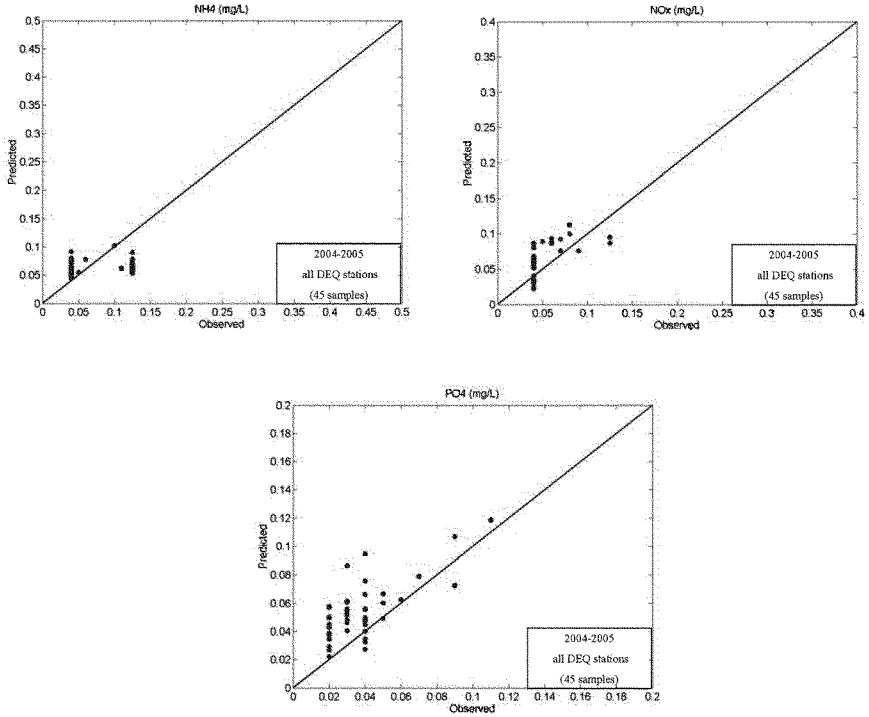 NH4 (mg/L)
0.5
0.45
0.4
0.35
0.3
0.25
0.2
0.15
0.1
0.05
0
Predicted
2004-2005
all DEQ stations
(45 samples)
0 0.05 0.1 0.15 0.2 0.25 0.3 0.35 0.4 0.45 0.5
Observed
NOx (mg/L)
0.4
0.35
0.3
0.25
0.2
0.15
0.1
0.05
0
Predicted
2004-2005
all DEQ stations
(45 samples)
0 0.05 0.1 0.15 0.2 0.25 0.3 0.35 0.4
Observed
PO4 (mg/L)
0.2
0.18
0.16
0.14
0.12
0.1
0.08
0.06
0.04
0.02
0
Predicted
2004-2005
all DEQ stations
(45 samples)
0 0.02 0.04 0.06 0.08 0.1 0.12 0.14 0.16 0.18 0.2
Observed